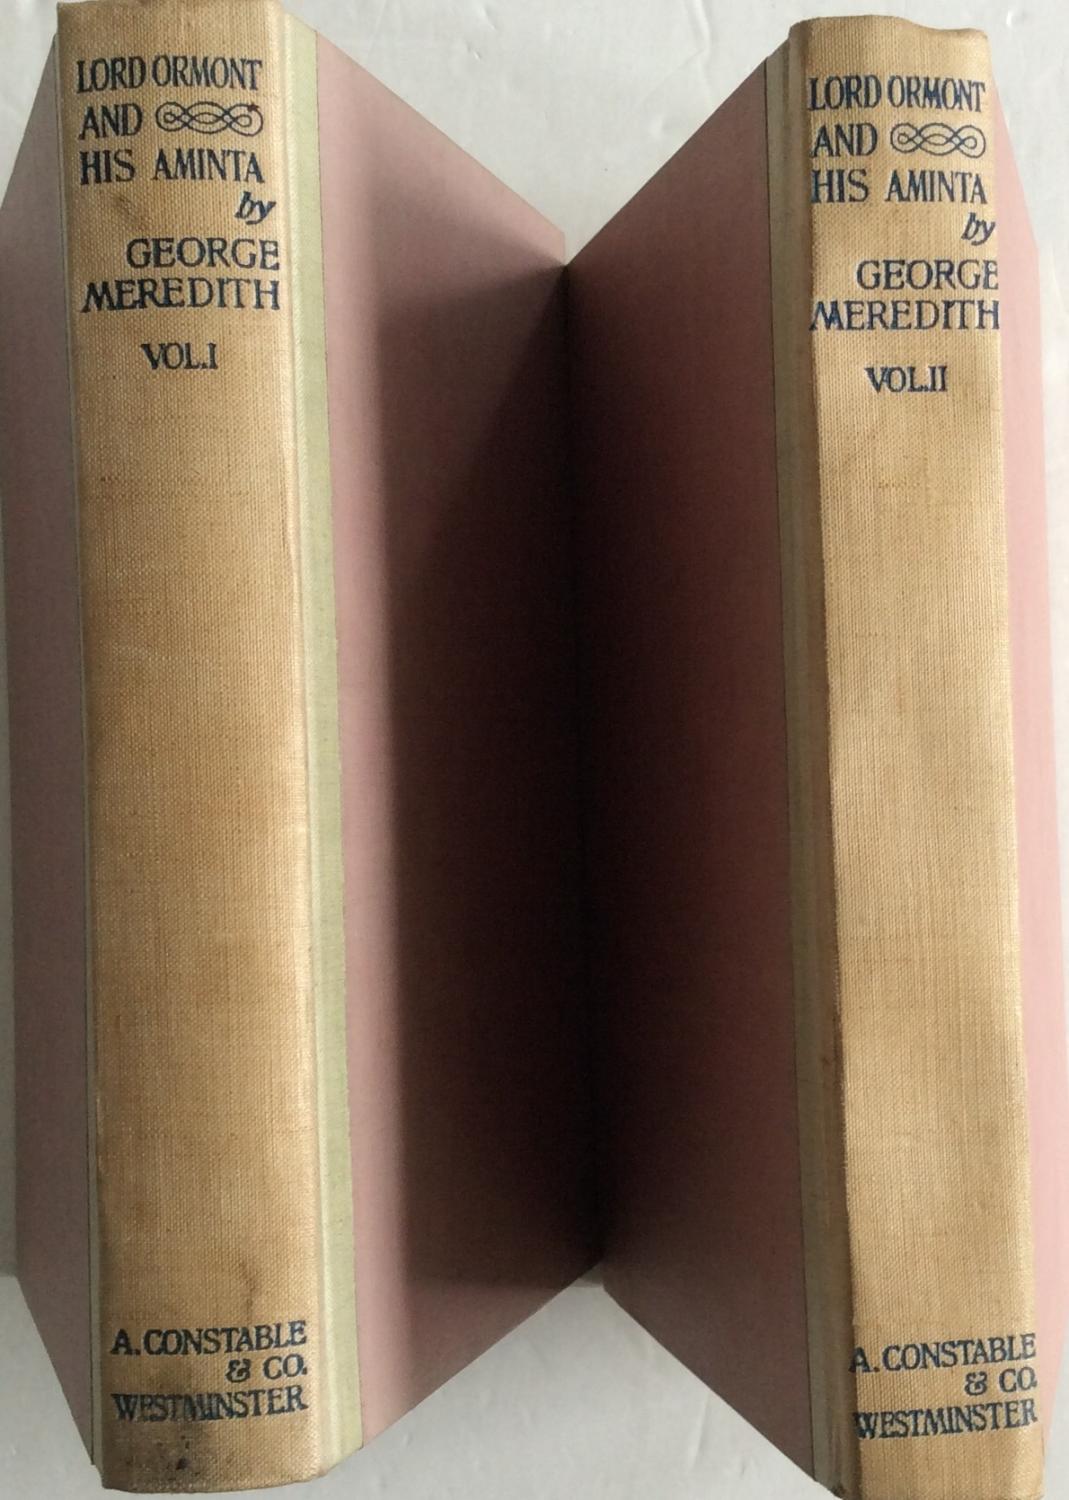 LORD ORMONT
AND
HIS AMINTA
by
GEORGE
MEREDITH
VOL.I
A. CONSTABLE
& CO.
WESTMINSTER
LORD ORMONT
AND
HIS AMINTA
by
GEORGE
MEREDITH
VOL.II
A. CONSTABLE
& CO.
WESTMINSTER